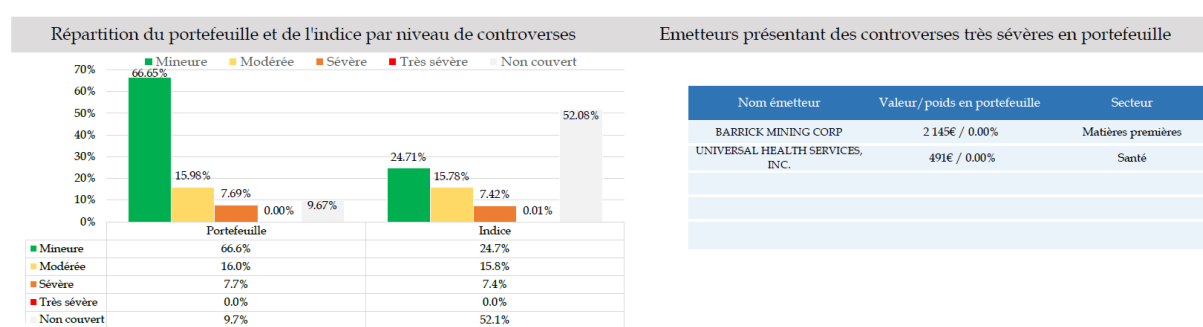 Répartition du portefeuille et de l'indice par niveau de controverses
Mineure Modérée Sévère Très sévère Non couvert
70%
60%
50%
40%
30%
20%
10%
0%
66.65%
15.98%
7.69%
0.00%
9.67%
24.71%
15.78%
7.42%
0.01%
52.08%
Portefeuille Indice
Mineure 66.6% 24.7%
Modérée 16.0% 15.8%
Sévère 7.7% 7.4%
Très sévère 0.0% 0.0%
Non couvert 9.7% 52.1%
Emetteurs présentant des controverses très sévères en portefeuille
Nom émetteur Valeur/poids en portefeuille Secteur
BARRICK MINING CORP 2 145€ / 0.00% Matières premières
UNIVERSAL HEALTH SERVICES,
INC. 491€ / 0.00% Santé